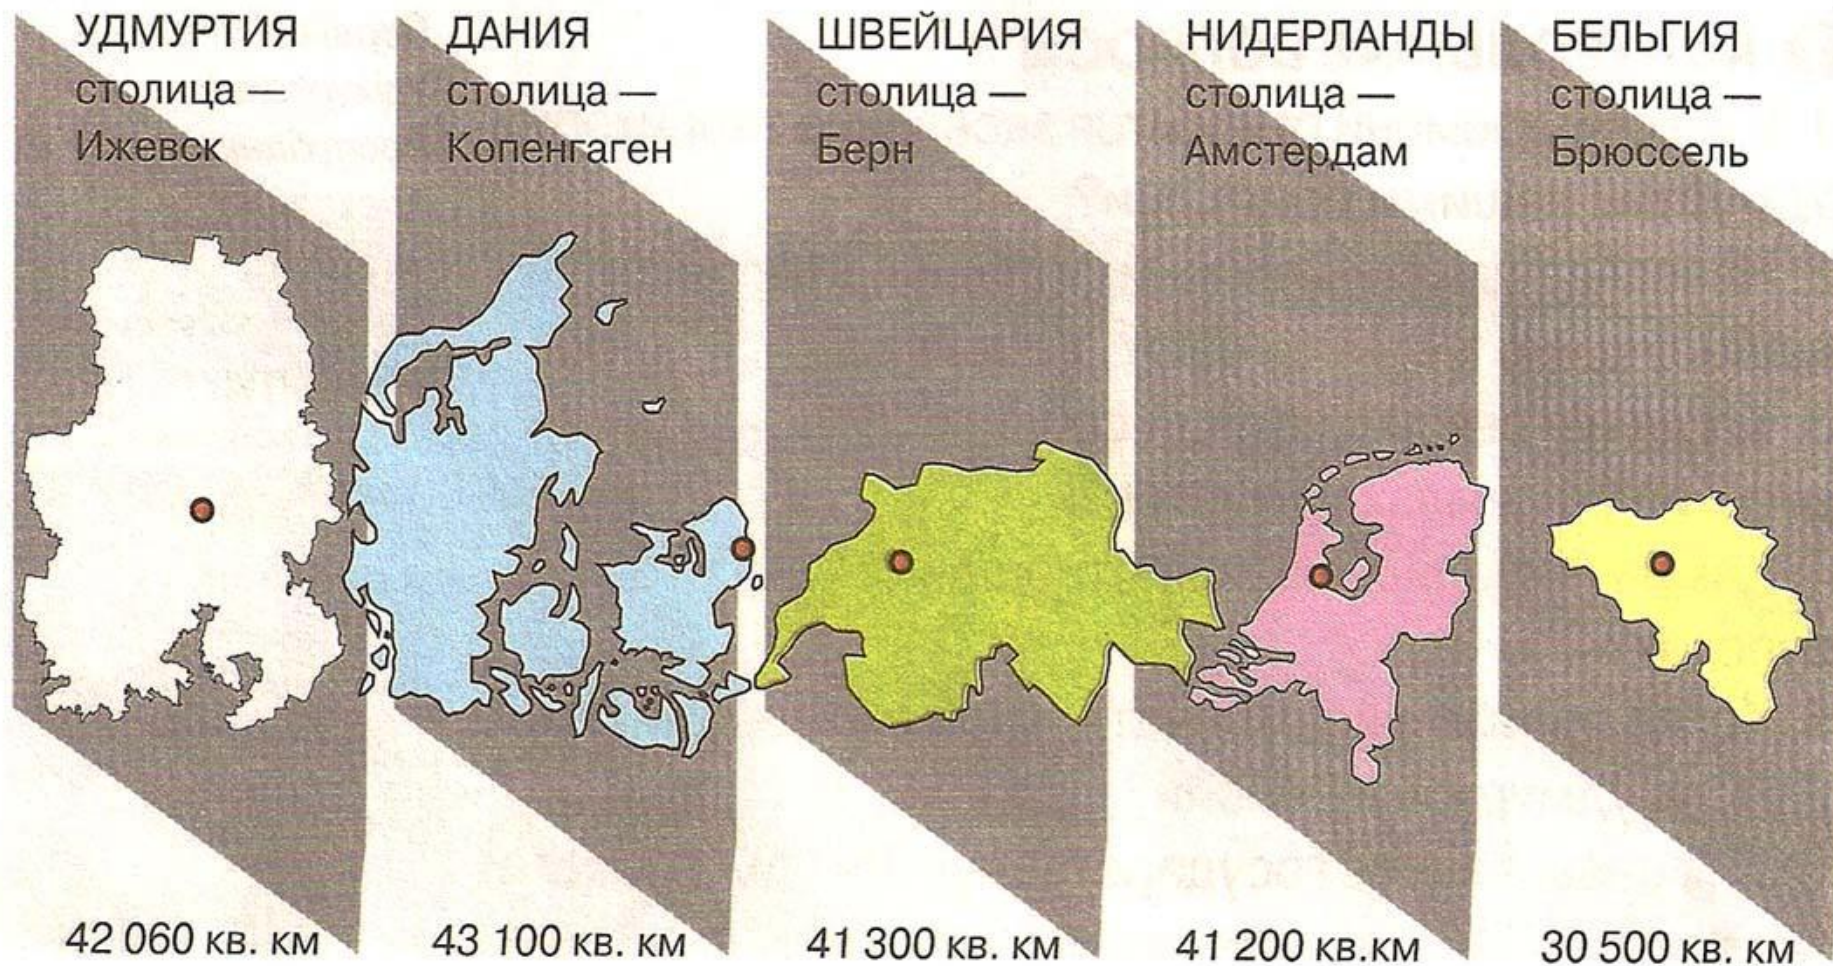 УДМУРТИЯ
столица —
Ижевск
42 060 кв. км
ДАНИЯ
столица —
Копенгаген
43 100 кв. км
ШВЕЙЦАРИЯ
столица —
Берн
41 300 кв. км
НИДЕРЛАНДЫ
столица —
Амстердам
41 200 кв.км
БЕЛЬГИЯ
столица —
Брюссель
30 500 кв. км